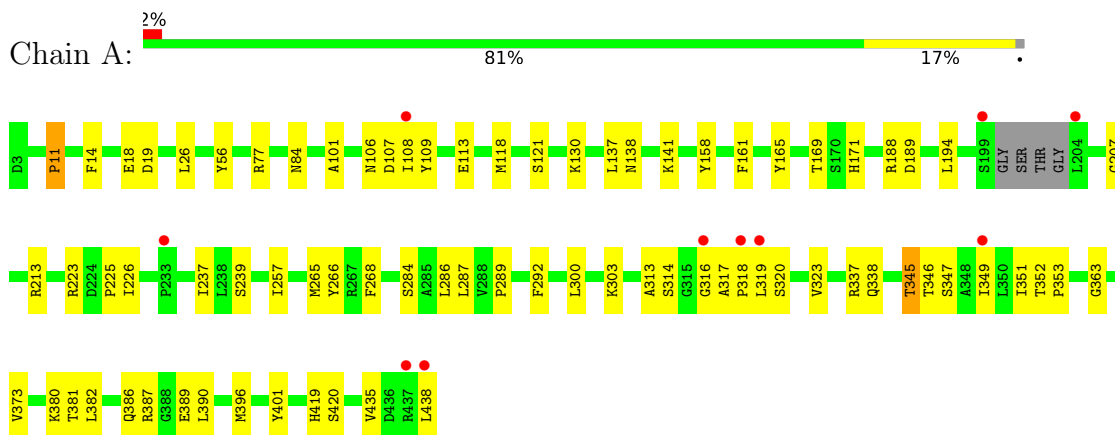 2%
Chain A:
81% 17% •
D3 P11 F14 E18 D19 L26 Y56 R77 N84 A101 N106 D107 I108 Y109 E113 M118 S121 K130 L137 N138 K141 Y158 F161 Y165 T169 S170 H171 R188 D189 L194 S199 GLY SER THR GLY L204
R213 R223 D224 P225 I226 P233 I237 L238 S239 I257 M265 Y266 R267 F268 S284 A285 L286 L287 V288 P289 F292 L300 K303 A313 S314 G315 G316 A317 P318 L319 S320 V323 R337 Q338 T345 T346 S347 A348 I349 L350 I351 T352 P353 G363
V373 K380 T381 L382 Q386 R387 G388 E389 L390 M396 Y401 H419 S420 V435 D436 R437 L438